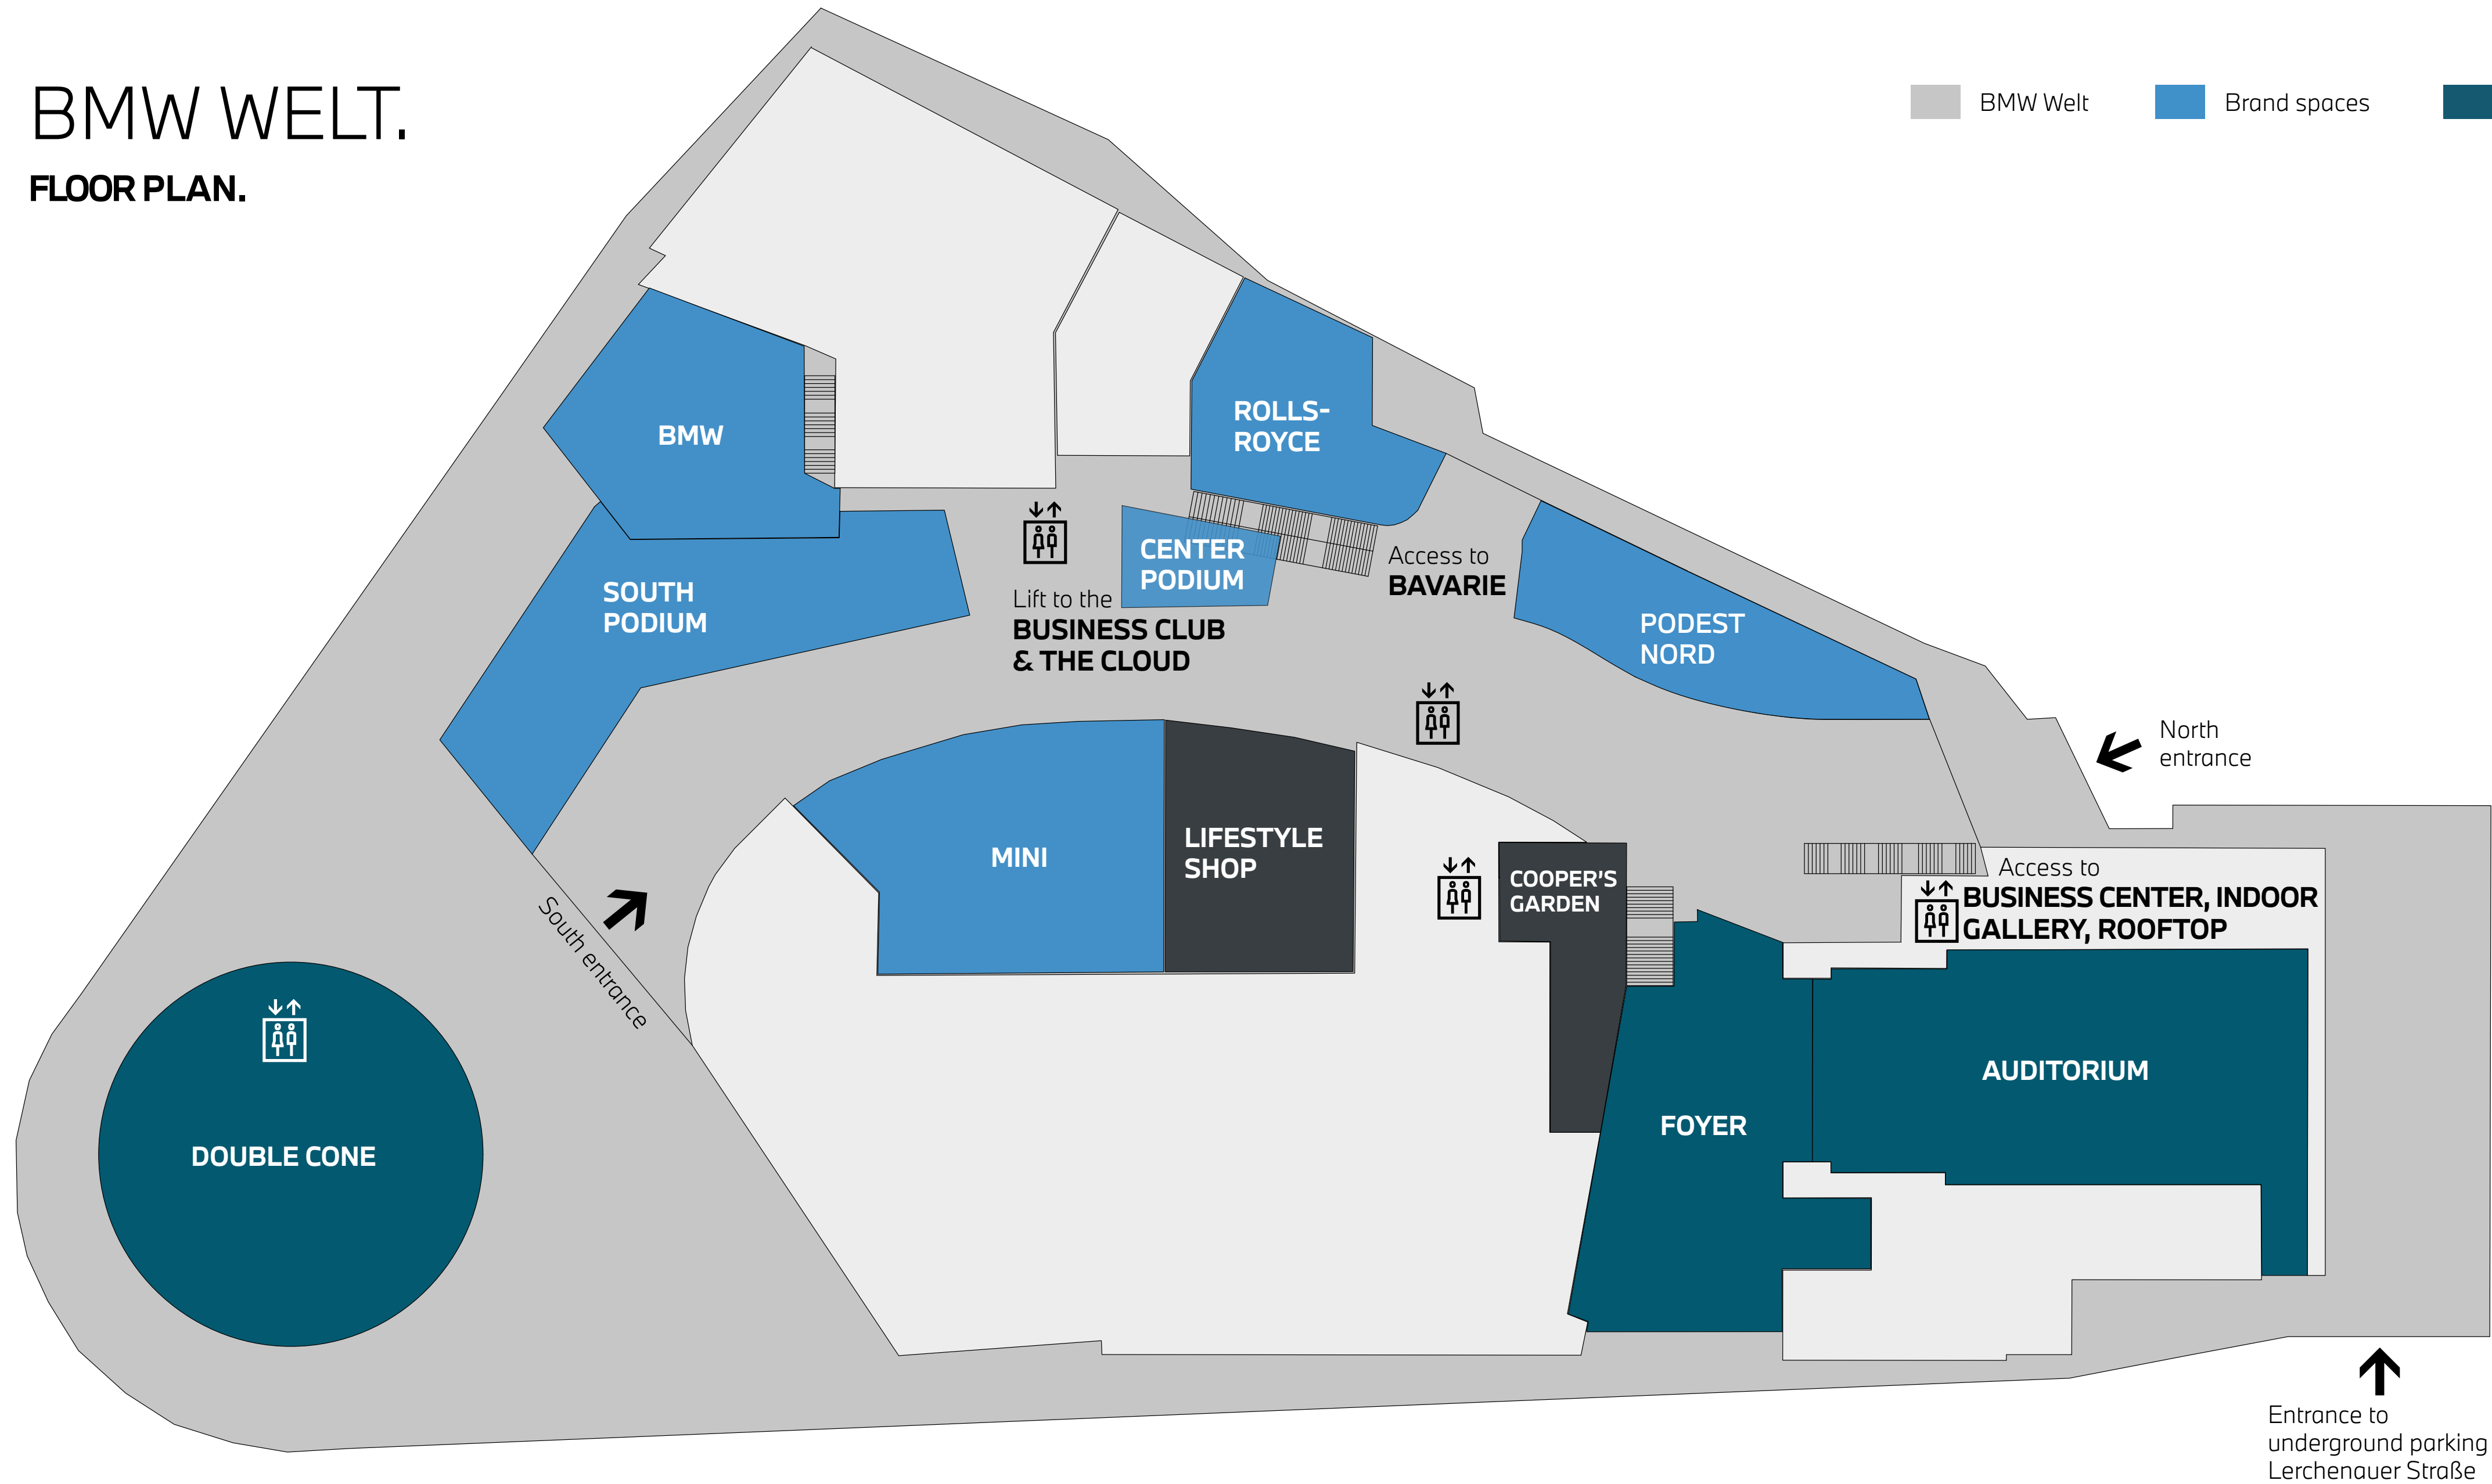 BMW WELT.
FLOOR PLAN.
BMW Welt
Brand spaces
BMW
ROLLS-
ROYCE
SOUTH
PODIUM
CENTER
PODIUM
Access to
BAVARIE
Lift to the
BUSINESS CLUB
& THE CLOUD
PODEST
NORD
North
entrance
MINI
LIFESTYLE
SHOP
COOPER'S
GARDEN
Access to
BUSINESS CENTER, INDOOR
GALLERY, ROOFTOP
South entrance
DOUBLE CONE
FOYER
AUDITORIUM
Entrance to
underground parking
Lerchenauer Straße